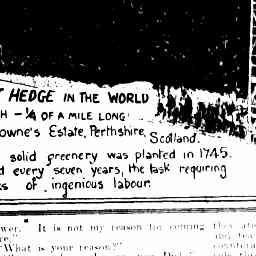 HEDGE IN THE WORLD
- 1/4 OF A MILE LONG
owne's Estate, Perthshire, Scotland.
solid greenery was planted in 1745.
d every seven years, the task requiring
s of ingenious labour.
wer. It is not my reason for coming they
"What is your reason?"